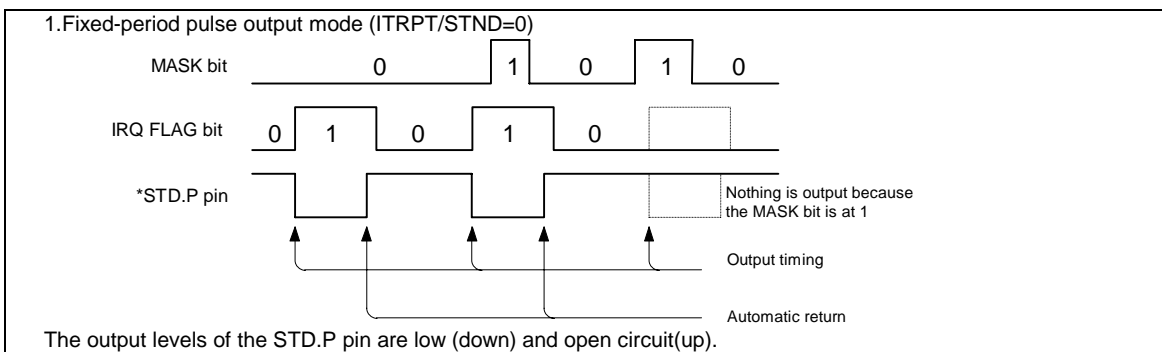 1.Fixed-period pulse output mode (ITRPT/STND=0)
MASK bit 0 1 0 1 0
IRQ FLAG bit 0 1 0 1 0
*STD.P pin
Nothing is output because
the MASK bit is at 1
Output timing
Automatic return
The output levels of the STD.P pin are low (down) and open circuit(up).